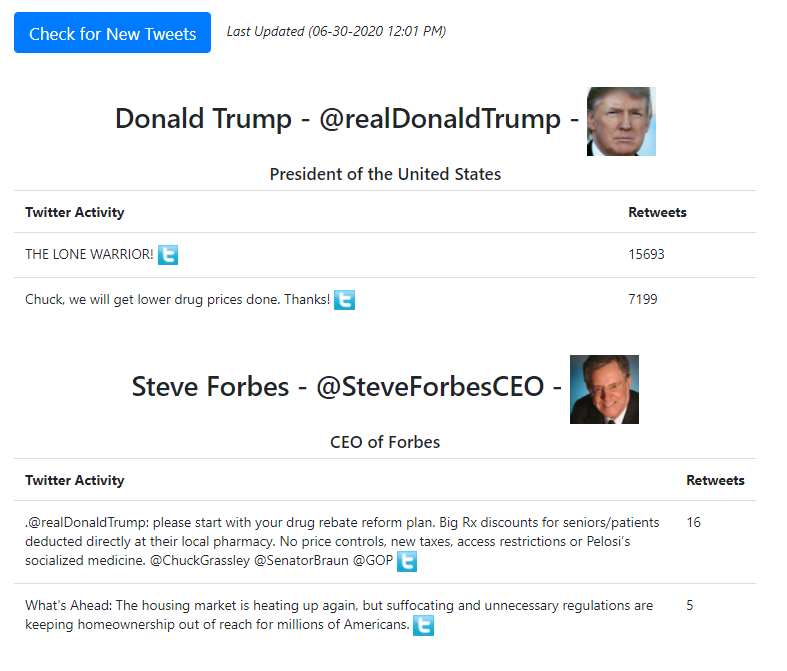 Check for New Tweets Last Updated (06-30-2020 12:01 PM)
Donald Trump - @realDonaldTrump -
President of the United States
Twitter Activity Retweets
THE LONE WARRIOR! 15693
Chuck, we will get lower drug prices done. Thanks! 7199
Steve Forbes - @SteveForbesCEO -
CEO of Forbes
Twitter Activity Retweets
.@realDonaldTrump: please start with your drug rebate reform plan. Big Rx discounts for seniors/patients 16
deducted directly at their local pharmacy. No price controls, new taxes, access restrictions or Pelosi's
socialized medicine. @ChuckGrassley @SenatorBraun @GOP
What's Ahead: The housing market is heating up again, but suffocating and unnecessary regulations are 5
keeping homeownership out of reach for millions of Americans.